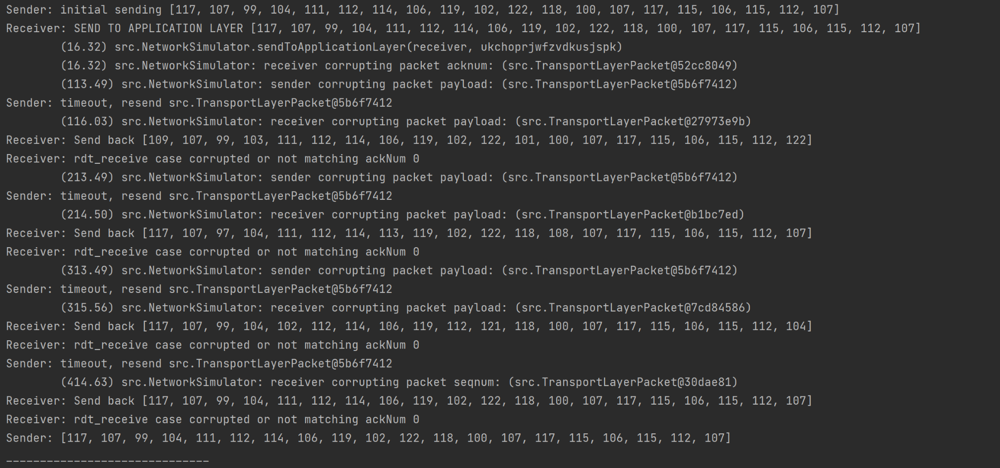 Sender: initial sending [117, 107, 99, 104, 111, 112, 114, 106, 119, 102, 122, 118, 100, 107, 117, 115, 106, 115, 112, 107]
Receiver: SEND TO APPLICATION LAYER [117, 107, 99, 104, 111, 112, 114, 106, 119, 102, 122, 118, 100, 107, 117, 115, 106, 115, 112, 107]
(16.32) src.NetworkSimulator.sendToApplicationLayer(receiver, ukchoprjwfzvdkusjspk)
(16.32) src.NetworkSimulator: receiver corrupting packet acknum: (src.TransportLayerPacket@52cc8049)
(113.49) src.NetworkSimulator: sender corrupting packet payload: (src.TransportLayerPacket@5b6f7412)
Sender: timeout, resend src.TransportLayerPacket@5b6f7412
(116.03) src.NetworkSimulator: receiver corrupting packet payload: (src.TransportLayerPacket@27973e9b)
Receiver: Send back [109, 107, 99, 103, 111, 112, 114, 106, 119, 102, 122, 101, 100, 107, 117, 115, 106, 115, 112, 122]
Receiver: rdt_receive case corrupted or not matching ackNum 0
(213.49) src.NetworkSimulator: sender corrupting packet payload: (src.TransportLayerPacket@5b6f7412)
Sender: timeout, resend src.TransportLayerPacket@5b6f7412
(214.50) src.NetworkSimulator: receiver corrupting packet payload: (src.TransportLayerPacket@b1bc7ed)
Receiver: Send back [117, 107, 97, 104, 111, 112, 114, 113, 119, 102, 122, 118, 108, 107, 117, 115, 106, 115, 112, 107]
Receiver: rdt_receive case corrupted or not matching ackNum 0
(313.49) src.NetworkSimulator: sender corrupting packet payload: (src.TransportLayerPacket@5b6f7412)
Sender: timeout, resend src.TransportLayerPacket@5b6f7412
(315.56) src.NetworkSimulator: receiver corrupting packet payload: (src.TransportLayerPacket@7cd84586)
Receiver: Send back [117, 107, 99, 104, 102, 112, 114, 106, 119, 112, 121, 118, 100, 107, 117, 115, 106, 115, 112, 104]
Receiver: rdt_receive case corrupted or not matching ackNum 0
Sender: timeout, resend src.TransportLayerPacket@5b6f7412
(414.63) src.NetworkSimulator: receiver corrupting packet seqnum: (src.TransportLayerPacket@30dae81)
Receiver: Send back [117, 107, 99, 104, 111, 112, 114, 106, 119, 102, 122, 118, 100, 107, 117, 115, 106, 115, 112, 107]
Receiver: rdt_receive case corrupted or not matching ackNum 0
Sender: [117, 107, 99, 104, 111, 112, 114, 106, 119, 102, 122, 118, 100, 107, 117, 115, 106, 115, 112, 107]
______________________________